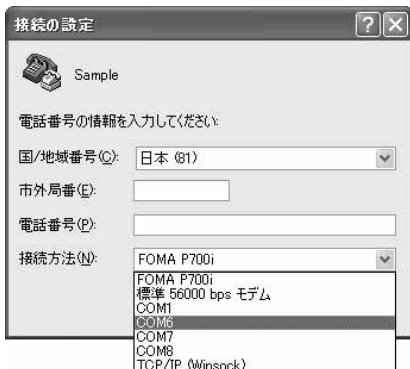 接続の設定
Sample
電話番号の情報を入力してください:
国/地域番号(C): 日本 (81)
市外局番(E):
電話番号(P):
接続方法(N): FOMA P700i
FOMA P700i
標準 56000 bps モデム
COM1
COM6
COM7
COM8
TCP/IP (Winsock)